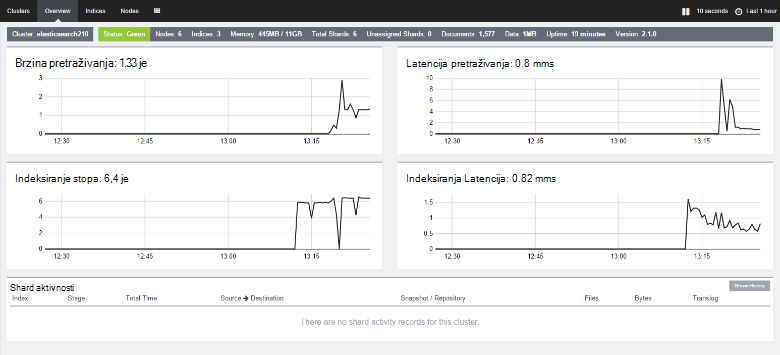 Clusters Overview Indices Nodes 10 seconds Last 1 hour
Cluster elasticsearch210 Status Green Nodes 6 Indices 3 Memory 445MB / 11GB Total Shards 6 Unassigned Shards 0 Documents 1,577 Data 1MB Uptime 19 minutes Version 2.1.0
Brzina pretraživanja: 1.33 je
3
2
1
0
12:30 12:45 13:00 13:15
Latencija pretraživanja: 0.8 mms
10
8
6
4
2
0
12:30 12:45 13:00 13:15
Indeksiranje stopa: 6,4 je
6
4
2
0
12:30 12:45 13:00 13:15
Indeksiranja Latencija: 0.82 mms
1.5
1
0.5
0
12:30 12:45 13:00 13:15
Shard aktivnosti
Show History
Index Stage Total Time Source → Destination Snapshot / Repository Files Bytes Translog
There are no shard activity records for this cluster.